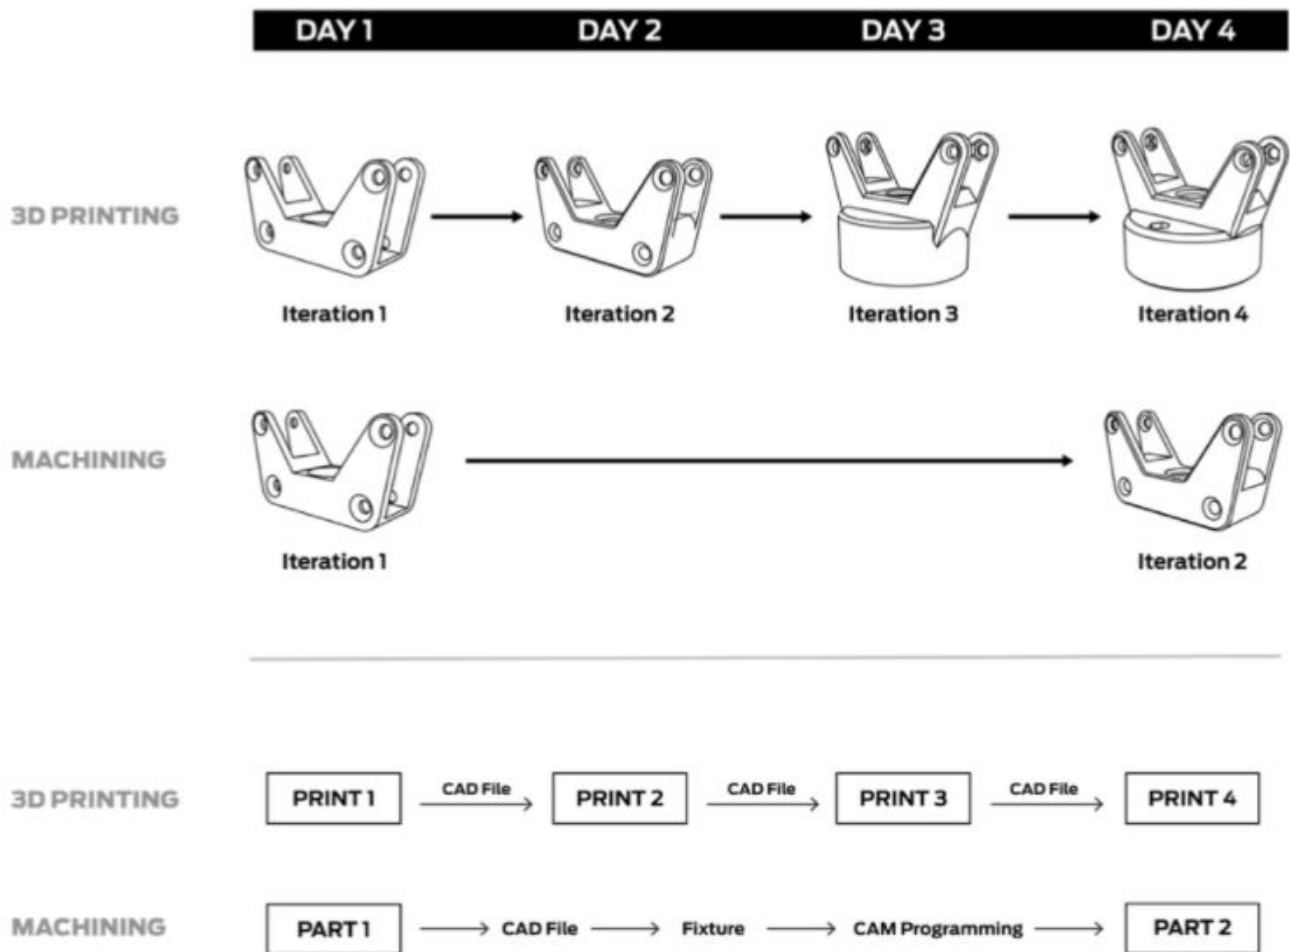 DAY 1 DAY 2 DAY 3 DAY 4
3D PRINTING
Iteration 1 Iteration 2 Iteration 3 Iteration 4
MACHINING
Iteration 1 Iteration 2
3D PRINTING PRINT 1 CAD File PRINT 2 CAD File PRINT 3 CAD File PRINT 4
MACHINING PART 1 CAD File Fixture CAM Programming PART 2